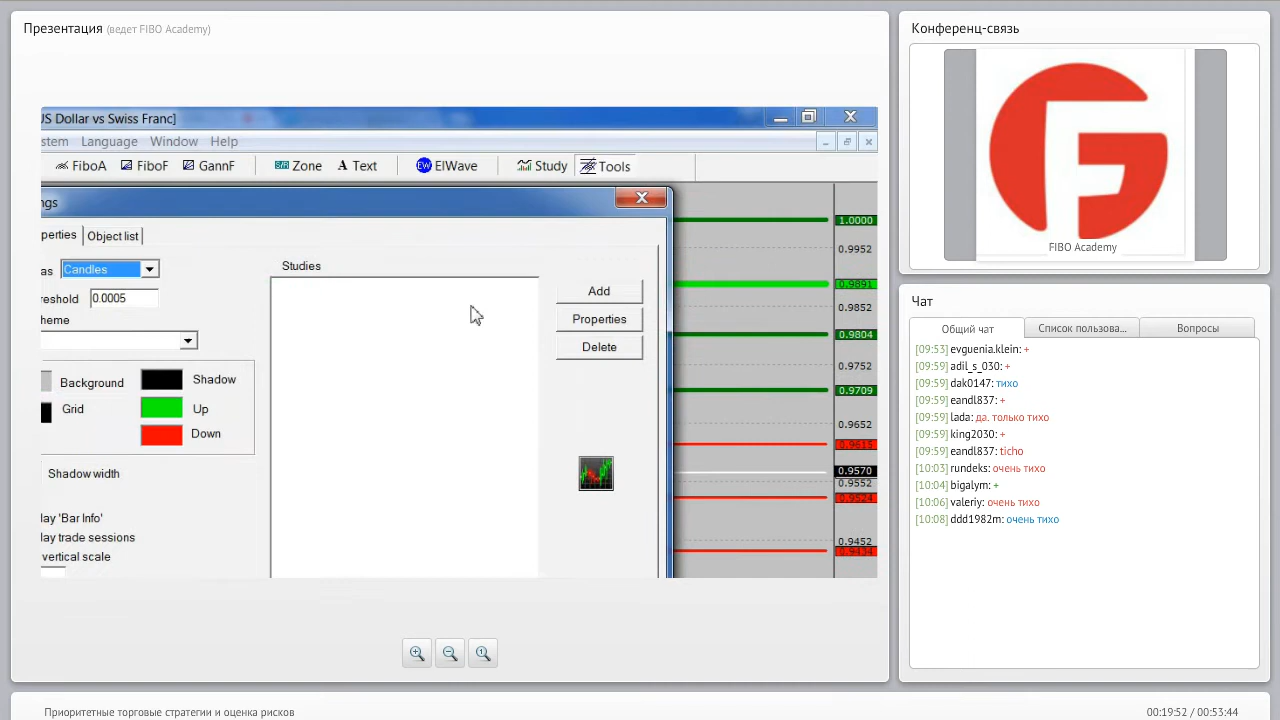 Презентация (ведет FIBO Academy)
JS Dollar vs Swiss Franc]
stem Language Window Help
FiboA FiboF GannF Zone A Text EW ElWave Study Tools
ngs
perties Object list
as Candles
reshold 0.0005
heme
Background Shadow
Grid Up
Down
Shadow width
lay 'Bar Info'
lay trade sessions
vertical scale
Studies
Add
Properties
Delete
1.0000
0.9952
0.9891
0.9852
0.9804
0.9752
0.9709
0.9652
0.9615
0.9570
0.9552
0.9524
0.9452
0.9434
Конференц-связь
FIBO Academy
Чат
Общий чат Список пользова... Вопросы
[09:53] evguenia.klein: +
[09:59] adil_s_030: +
[09:59] dak0147: тихо
[09:59] eandl837: +
[09:59] lada: да. только тихо
[09:59] king2030: +
[09:59] eandl837: ticho
[10:03] rundeks: очень тихо
[10:04] bigalym: +
[10:06] valeriy: очень тихо
[10:08] ddd1982m: очень тихо
Приоритетные торговые стратегии и оценка рисков 00:19:52 / 00:53:44